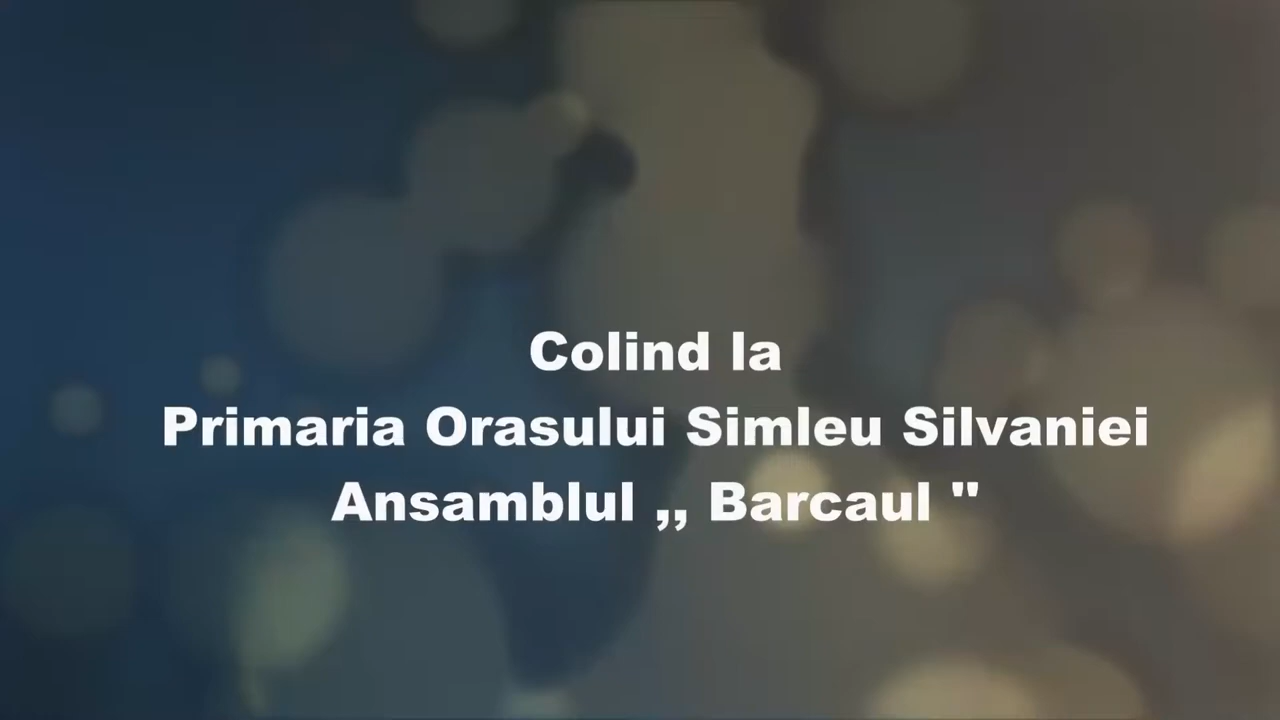 Colind la
Primaria Orasului Simleu Silvaniei
Ansamblul ,, Barcaul "